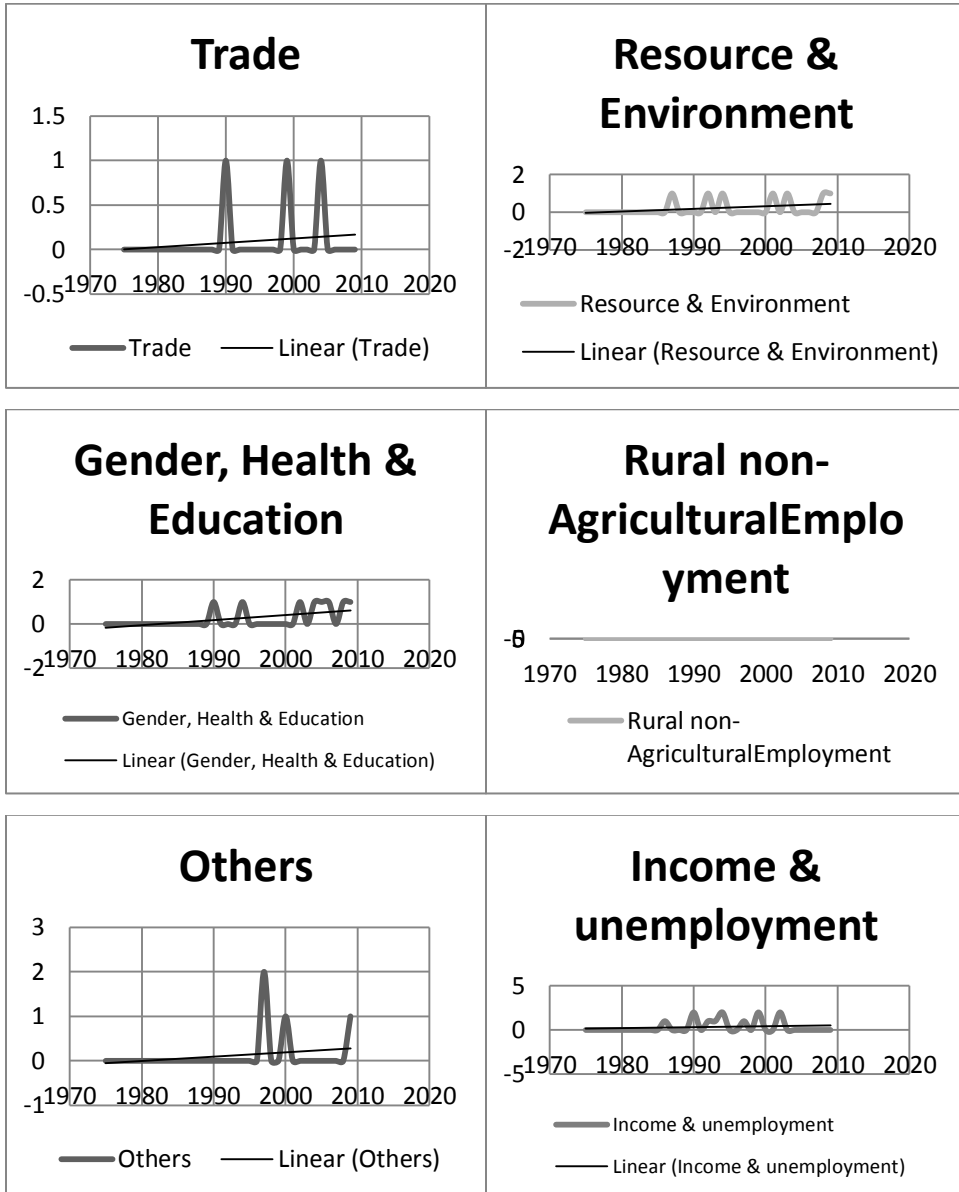 Trade
1.5
1
0.5
0
-0.5
1970 1980 1990 2000 2010 2020
Trade Linear (Trade)
Resource &
Environment
2
0
-2
1970 1980 1990 2000 2010 2020
Resource & Environment
Linear (Resource & Environment)
Gender, Health &
Education
2
0
-2
1970 1980 1990 2000 2010 2020
Gender, Health & Education
Linear (Gender, Health & Education)
Rural non-
AgriculturalEmplo
yment
1970 1980 1990 2000 2010 2020
Rural non-
AgriculturalEmployment
Others
3
2
1
0
-1
1970 1980 1990 2000 2010 2020
Others Linear (Others)
Income &
unemployment
5
0
-5
1970 1980 1990 2000 2010 2020
Income & unemployment
Linear (Income & unemployment)